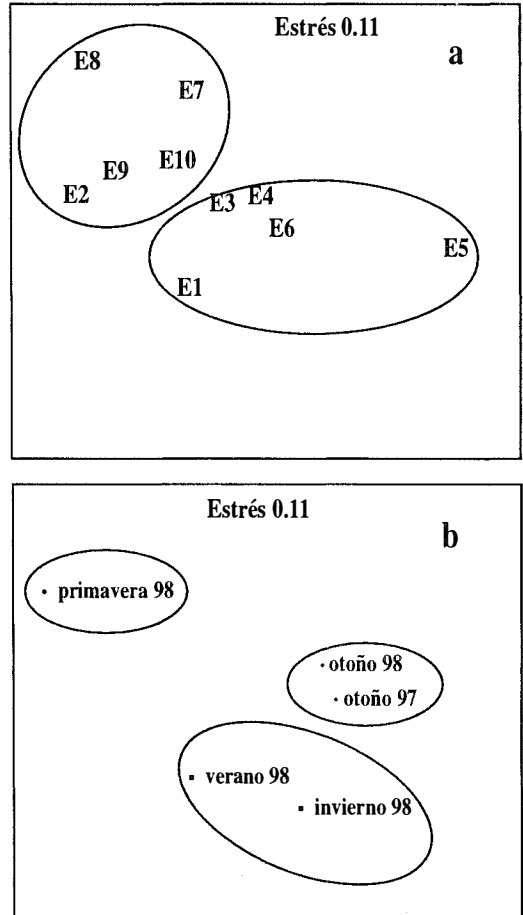 Estrés 0.11
a
E8
E7
E10
E9
E2
E4
E3
E6
E5
E1
Estrés 0.11
b
primavera 98
otoño 98
otoño 97
verano 98
invierno 98